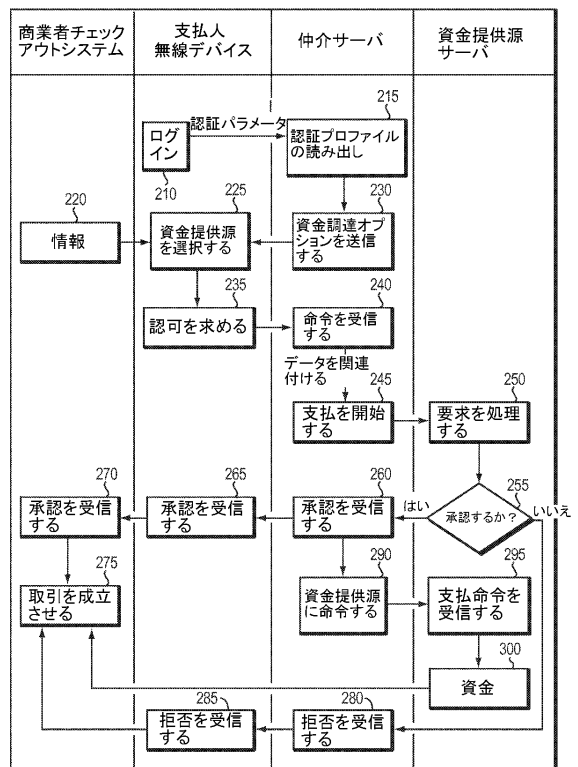 商業者チェック
アウトシステム
支払人
無線デバイス
仲介サーバ
資金提供源
サーバ
215
認証パラメータ
ログ
イン
210
認証プロファイル
の読み出し
220
情報
225
資金提供源
を選択する
230
資金調達オプ
ションを送信
する
235
認可を求める
240
命令を受信
する
データを関連
付ける
245
支払を開始
する
250
要求を処理
する
270
承認を受信
する
265
承認を受信
する
260
承認を受信
する
はい
255
承認するか?
いいえ
275
取引を成立
させる
290
資金提供源
に命令する
295
支払命令を
受信する
300
資金
285
拒否を受信
する
280
拒否を受信
する